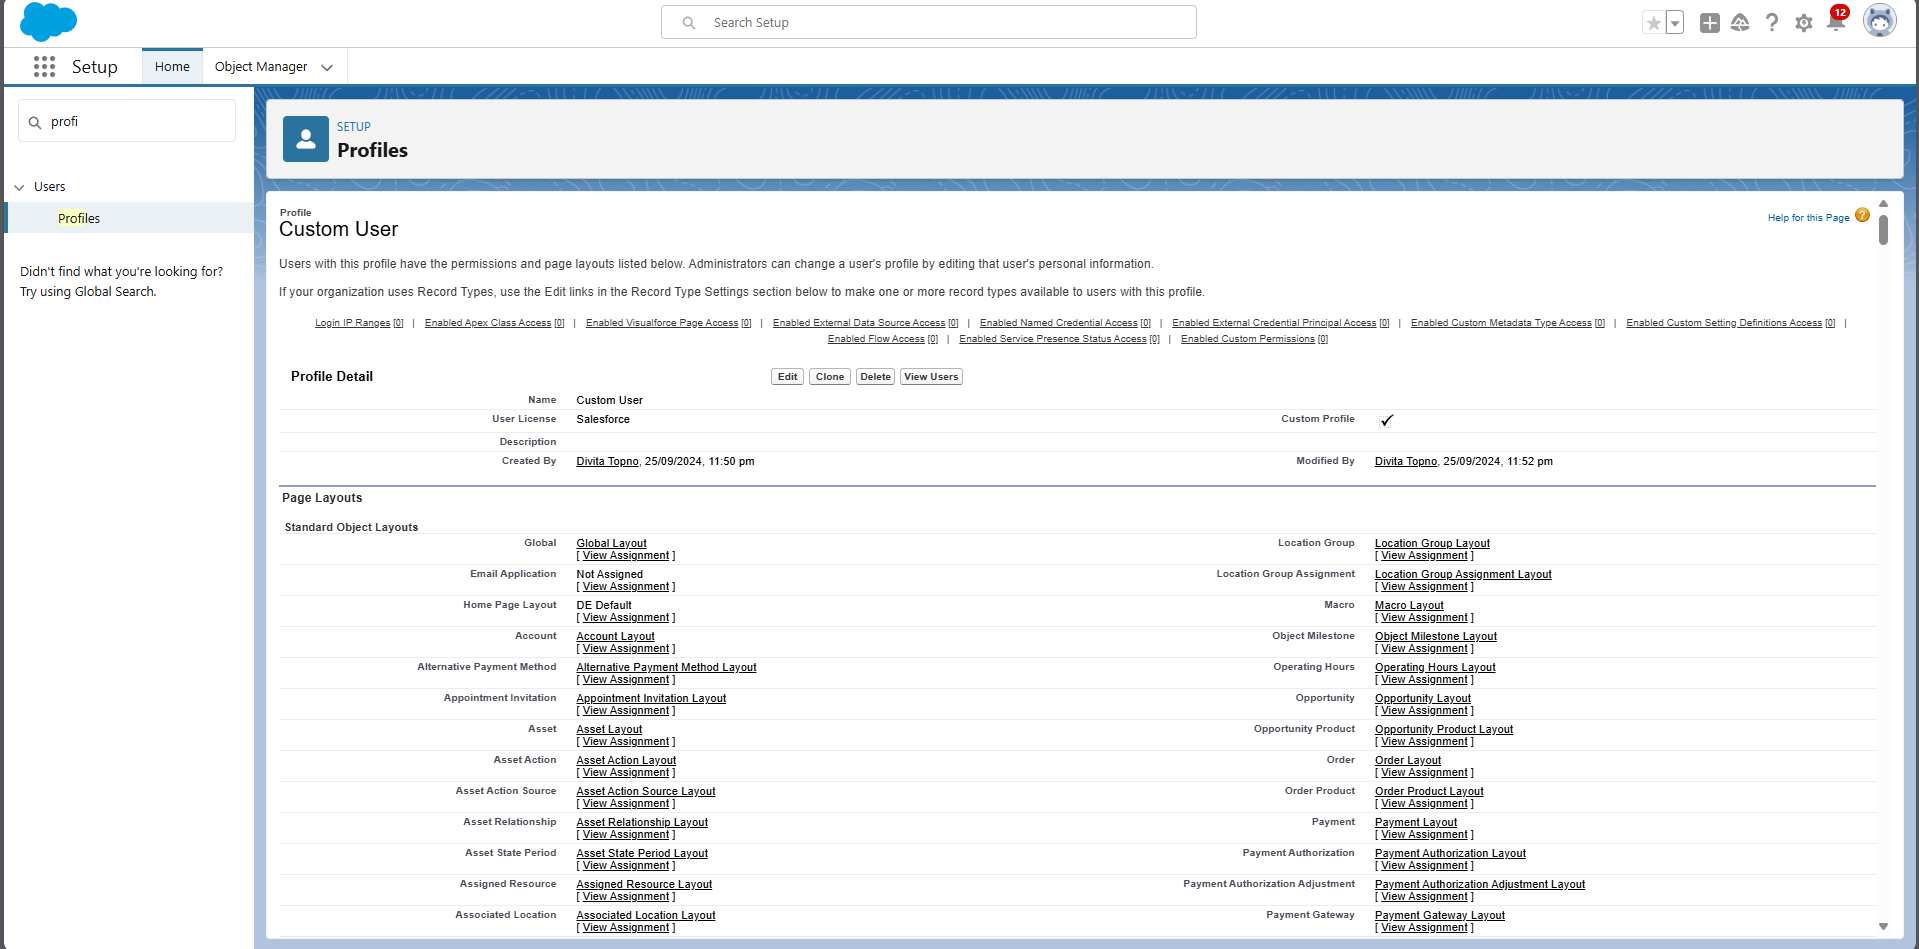 Search Setup
12
Setup
Home
Object Manager
profi
Users
Profiles
Didn't find what you're looking for?
Try using Global Search.
SETUP
Profiles
Profile
Custom User
Help for this Page ?
Users with this profile have the permissions and page layouts listed below. Administrators can change a user's profile by editing that user's personal information.
If your organization uses Record Types, use the Edit links in the Record Type Settings section below to make one or more record types available to users with this profile.
Login IP Ranges [0] | Enabled Apex Class Access [0] | Enabled Visualforce Page Access [0] | Enabled External Data Source Access [0] | Enabled Named Credential Access [0] | Enabled External Credential Principal Access [0] | Enabled Custom Metadata Type Access [0] | Enabled Custom Setting Definitions Access [0] |
Enabled Flow Access [0] | Enabled Service Presence Status Access [0] | Enabled Custom Permissions [0]
Profile Detail Edit Clone Delete View Users
Name Custom User
User License Salesforce Custom Profile ✓
Description
Created By Divita Topno, 25/09/2024, 11:50 pm Modified By Divita Topno, 25/09/2024, 11:52 pm
Page Layouts
Standard Object Layouts
Global Global Layout Location Group Location Group Layout
[ View Assignment ] [ View Assignment ]
Email Application Not Assigned Location Group Assignment Location Group Assignment Layout
[ View Assignment ] [ View Assignment ]
Home Page Layout DE Default Macro Macro Layout
[ View Assignment ] [ View Assignment ]
Account Account Layout Object Milestone Object Milestone Layout
[ View Assignment ] [ View Assignment ]
Alternative Payment Method Alternative Payment Method Layout Operating Hours Operating Hours Layout
[ View Assignment ] [ View Assignment ]
Appointment Invitation Appointment Invitation Layout Opportunity Opportunity Layout
[ View Assignment ] [ View Assignment ]
Asset Asset Layout Opportunity Product Opportunity Product Layout
[ View Assignment ] [ View Assignment ]
Asset Action Asset Action Layout Order Order Layout
[ View Assignment ] [ View Assignment ]
Asset Action Source Asset Action Source Layout Order Product Order Product Layout
[ View Assignment ] [ View Assignment ]
Asset Relationship Asset Relationship Layout Payment Payment Layout
[ View Assignment ] [ View Assignment ]
Asset State Period Asset State Period Layout Payment Authorization Payment Authorization Layout
[ View Assignment ] [ View Assignment ]
Assigned Resource Assigned Resource Layout Payment Authorization Adjustment Payment Authorization Adjustment Layout
[ View Assignment ] [ View Assignment ]
Associated Location Associated Location Layout Payment Gateway Payment Gateway Layout
[ View Assignment ] [ View Assignment ]